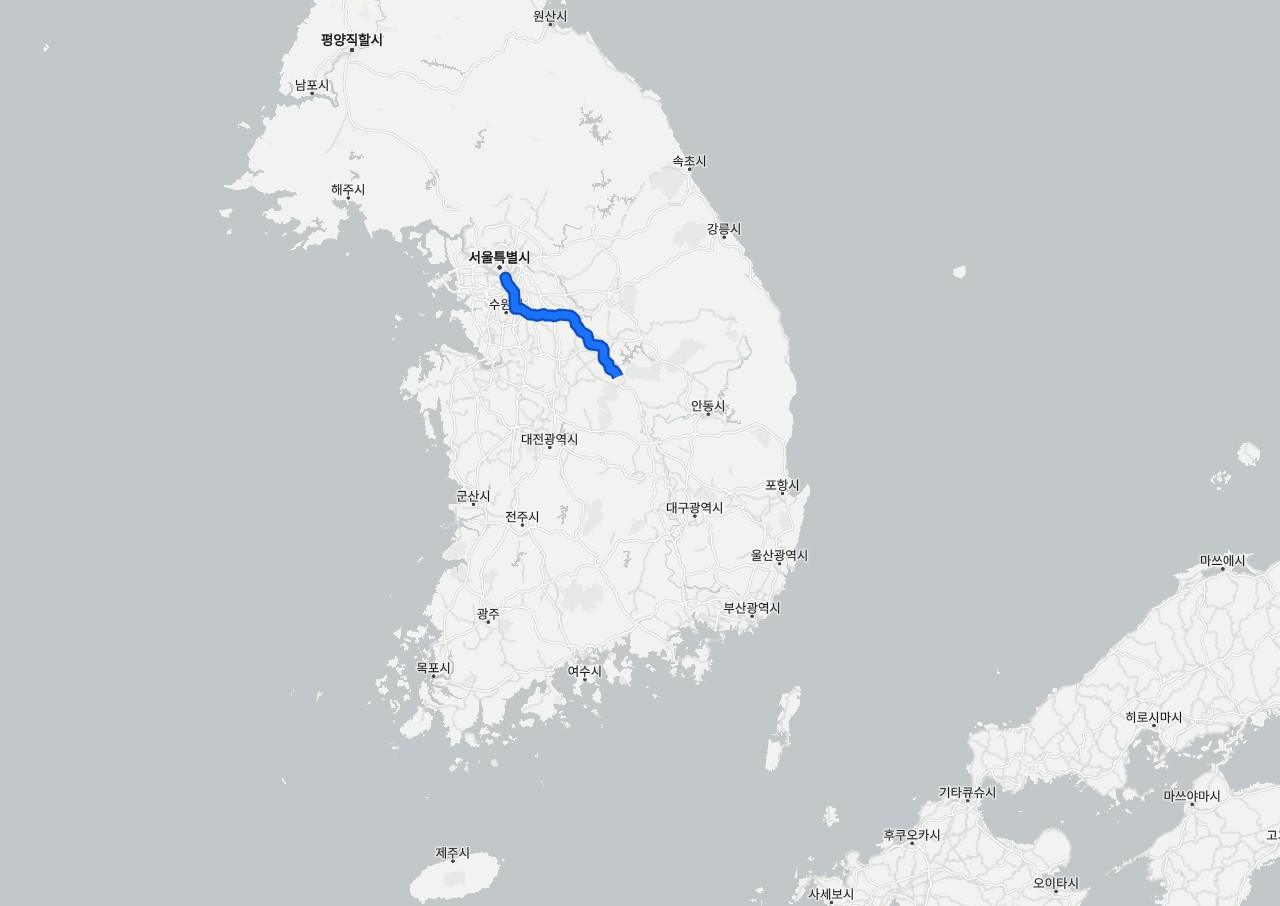 원산시
평양직할시
남포시
속초시
해주시
강릉시
서울특별시
수원
안동시
대전광역시
포항시
군산시
대구광역시
전주시
울산광역시
마쓰에시
부산광역시
광주
목포시
여수시
히로시마시
기타큐슈시
마쓰야마시
후쿠오카시
제주시
오이타시
사세보시